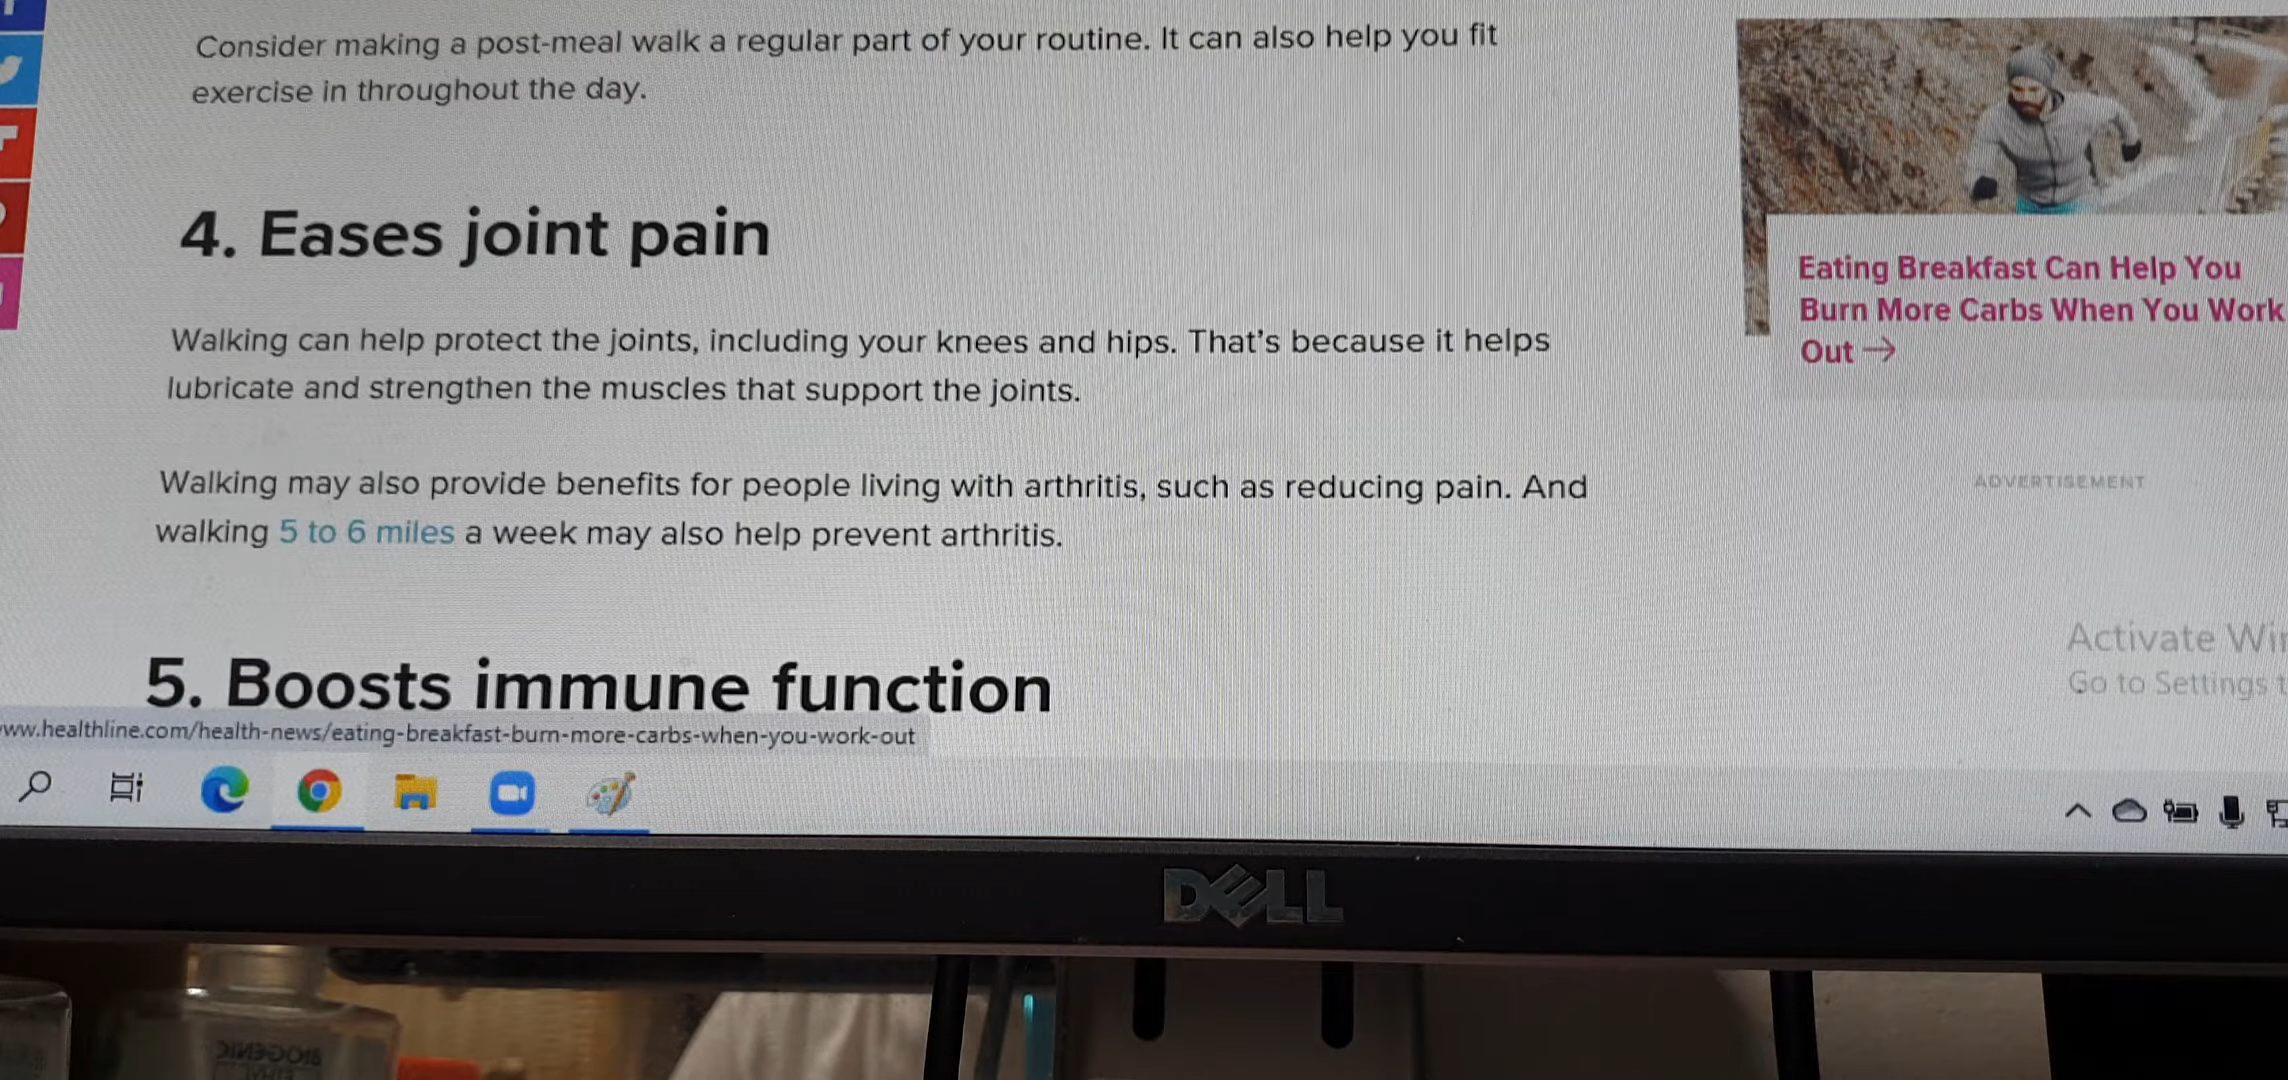 Consider making a post-meal walk a regular part of your routine. It can also help you fit
exercise in throughout the day.
4. Eases joint pain
Walking can help protect the joints, including your knees and hips. That's because it helps
lubricate and strengthen the muscles that support the joints.
Walking may also provide benefits for people living with arthritis, such as reducing pain. And
walking 5 to 6 miles a week may also help prevent arthritis.
5. Boosts immune function
Eating Breakfast Can Help You
Burn More Carbs When You Work
Out →
ADVERTISEMENT
Activate
Go to Settings
ww.healthline.com/health-news/eating-breakfast-burn-more-carbs-when-you-work-out
DELL
BIOGENIC